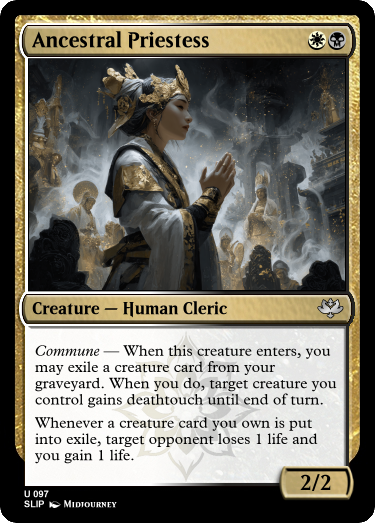 Ancestral Priestess
Creature — Human Cleric
Commune — When this creature enters, you
may exile a creature card from your
graveyard. When you do, target creature you
control gains deathtouch until end of turn.
Whenever a creature card you own is put
into exile, target opponent loses 1 life and
you gain 1 life.
2/2
U 097
SLIP Midjourney